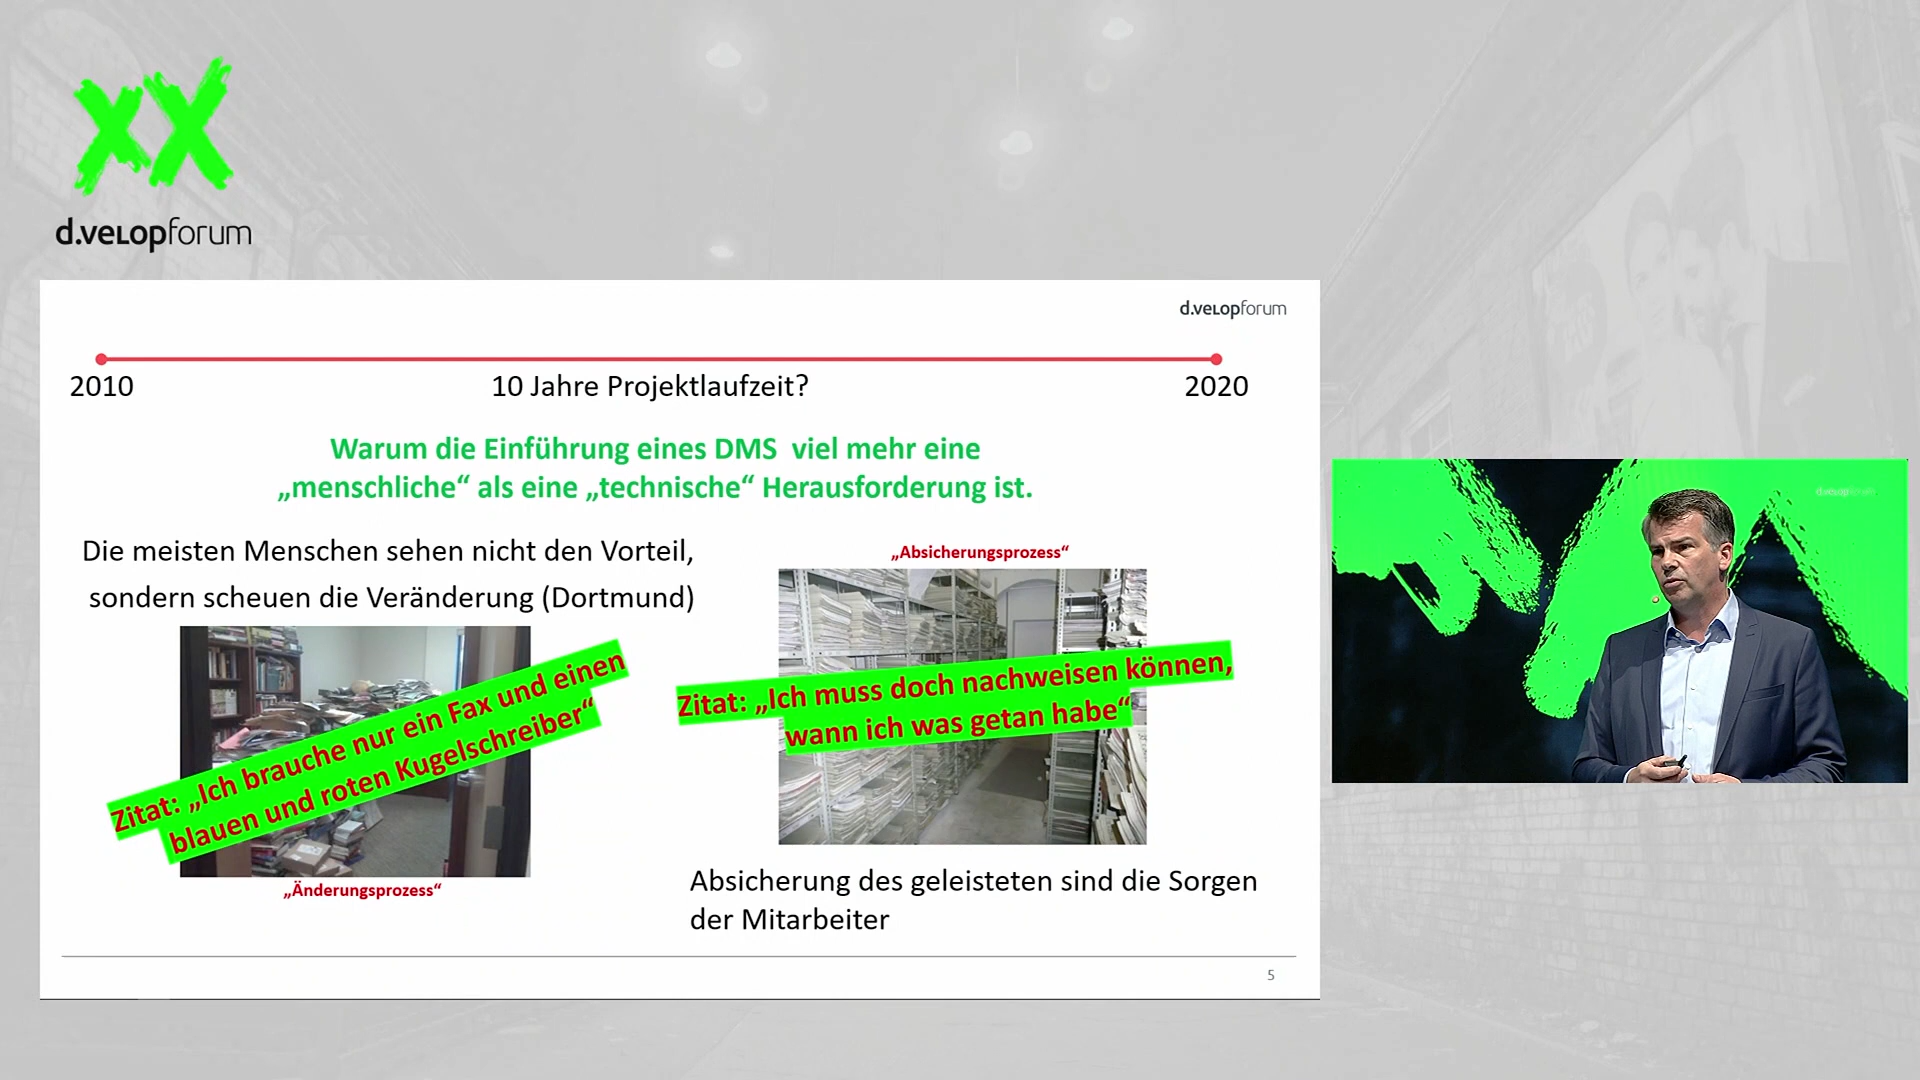 xx
d.velopforum
d.velopforum
2010
10 Jahre Projektlaufzeit?
2020
Warum die Einführung eines DMS viel mehr eine
„menschliche“ als eine „technische“ Herausforderung ist.
Die meisten Menschen sehen nicht den Vorteil,
sondern scheuen die Veränderung (Dortmund)
Zitat: „Ich brauche nur ein Fax und einen
blauen und roten Kugelschreiber“
„Änderungsprozess“
„Absicherungsprozess“
Zitat: „Ich muss doch nachweisen können,
wann ich was getan habe“
Absicherung des geleisteten sind die Sorgen
der Mitarbeiter
5
d.velopforum